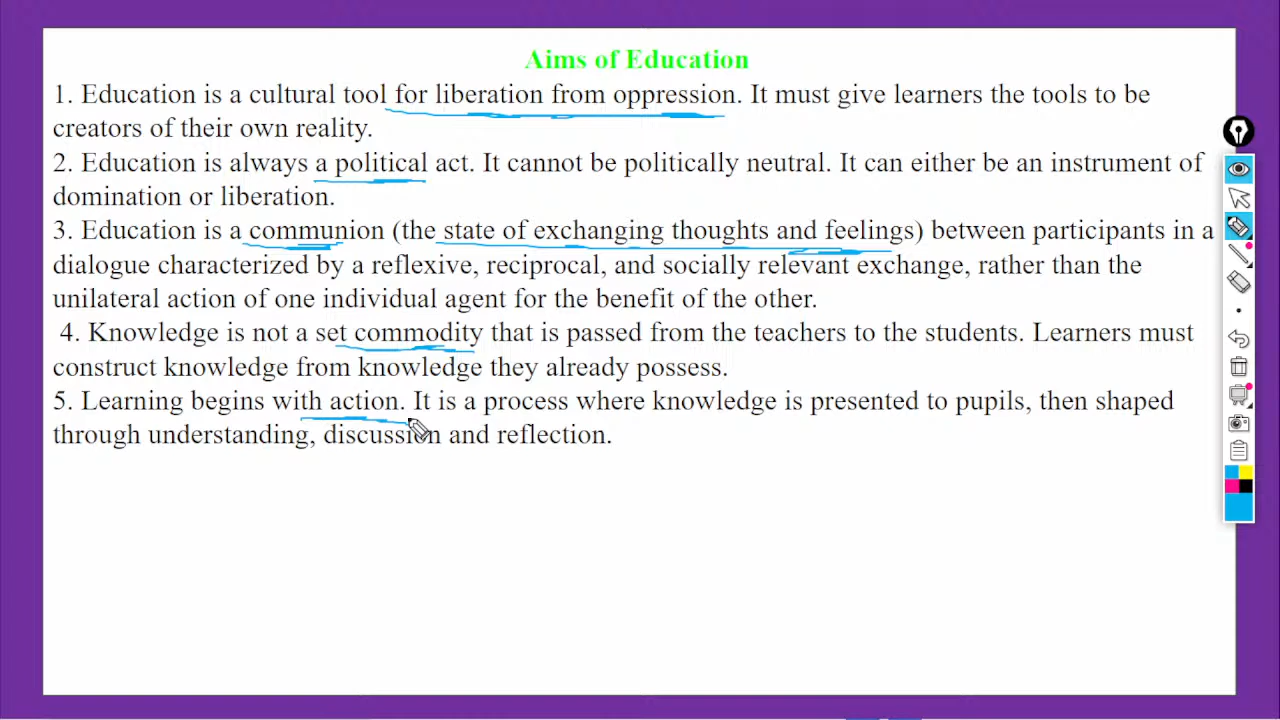 Aims of Education
1. Education is a cultural tool for liberation from oppression. It must give learners the tools to be
creators of their own reality.
2. Education is always a political act. It cannot be politically neutral. It can either be an instrument of
domination or liberation.
3. Education is a communion (the state of exchanging thoughts and feelings) between participants in a
dialogue characterized by a reflexive, reciprocal, and socially relevant exchange, rather than the
unilateral action of one individual agent for the benefit of the other.
4. Knowledge is not a set commodity that is passed from the teachers to the students. Learners must
construct knowledge from knowledge they already possess.
5. Learning begins with action. It is a process where knowledge is presented to pupils, then shaped
through understanding, discussion and reflection.